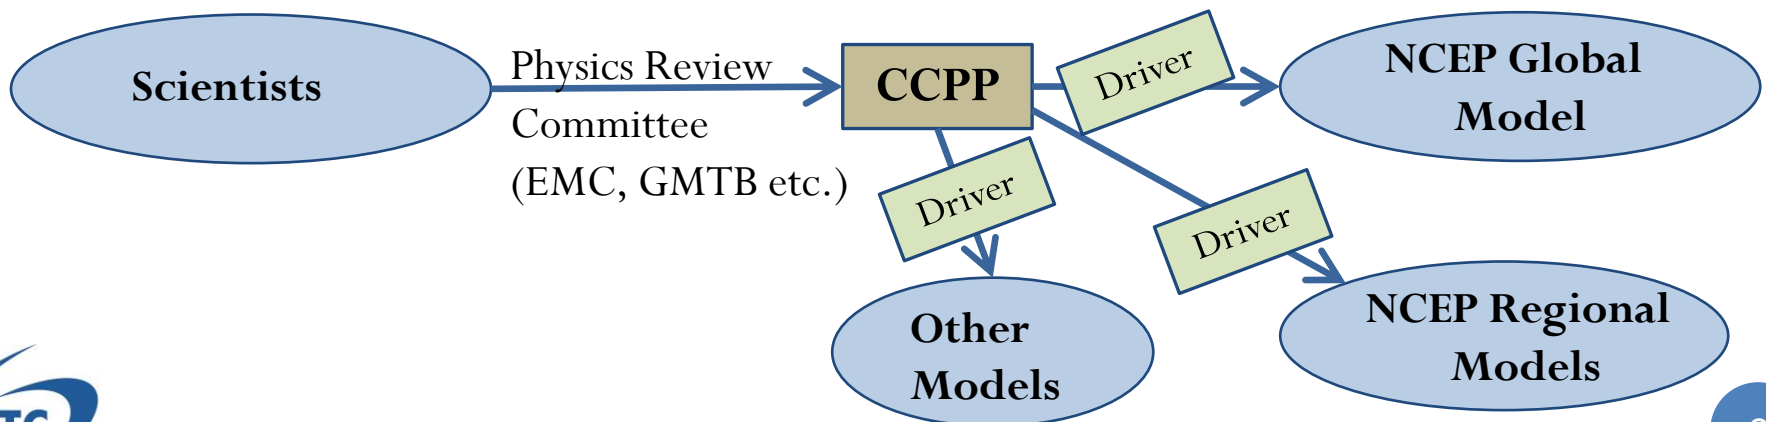 Scientists
Physics Review
Committee
(EMC, GMTB etc.)
CCPP
Driver
NCEP Global
Model
Driver
Driver
Other
Models
NCEP Regional
Models